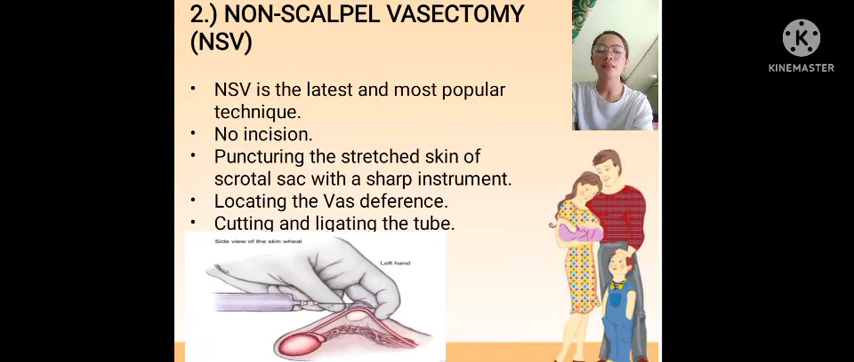 2.) NON-SCALPEL VASECTOMY
(NSV)
• NSV is the latest and most popular
technique.
• No incision.
• Puncturing the stretched skin of
scrotal sac with a sharp instrument.
• Locating the Vas deference.
• Cutting and ligating the tube.
Side view of the skin wheal
Left hand
K
KINEMASTER